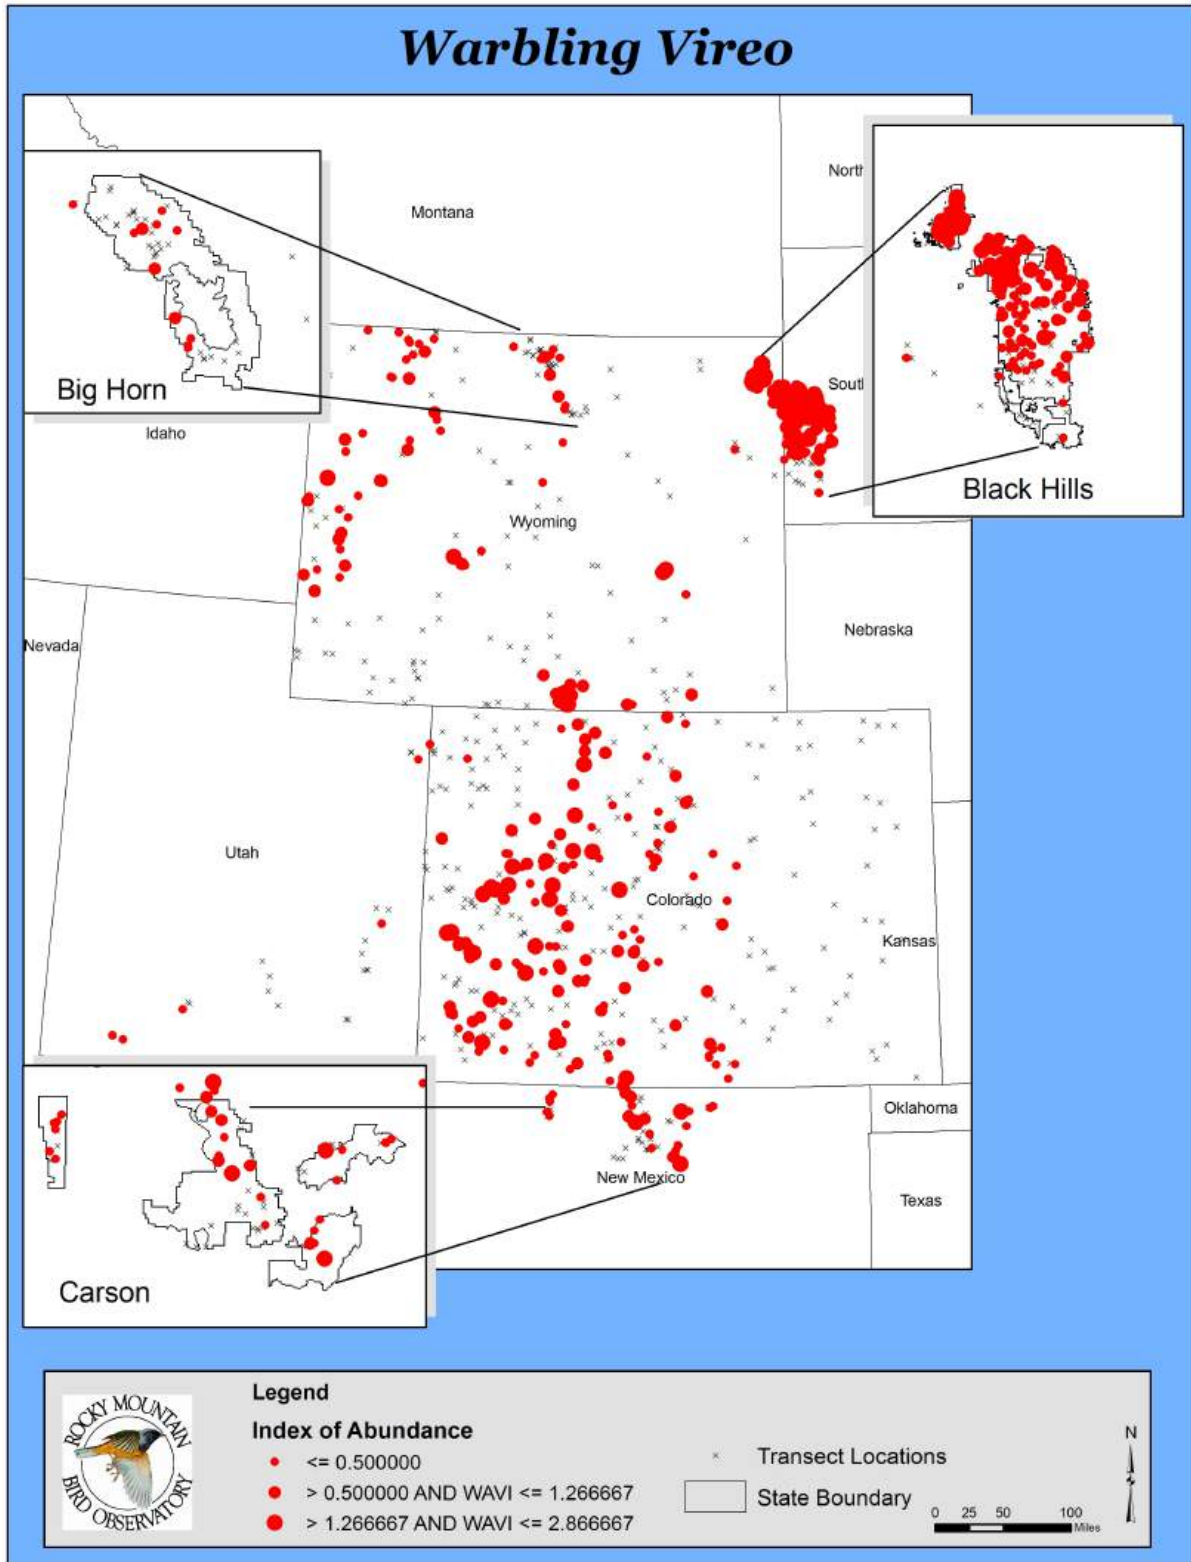 Warbling Vireo
Montana
North
Big Horn
South
Idaho
Black Hills
Wyoming
Nevada
Nebraska
Utah
Colorado
Kansas
Oklahoma
New Mexico
Texas
Carson
ROCKY MOUNTAIN
BIRD OBSERVATORY
Legend
Index of Abundance
<= 0.500000
> 0.500000 AND WAVI <= 1.266667
> 1.266667 AND WAVI <= 2.866667
Transect Locations
State Boundary
N
0 25 50 100
Miles